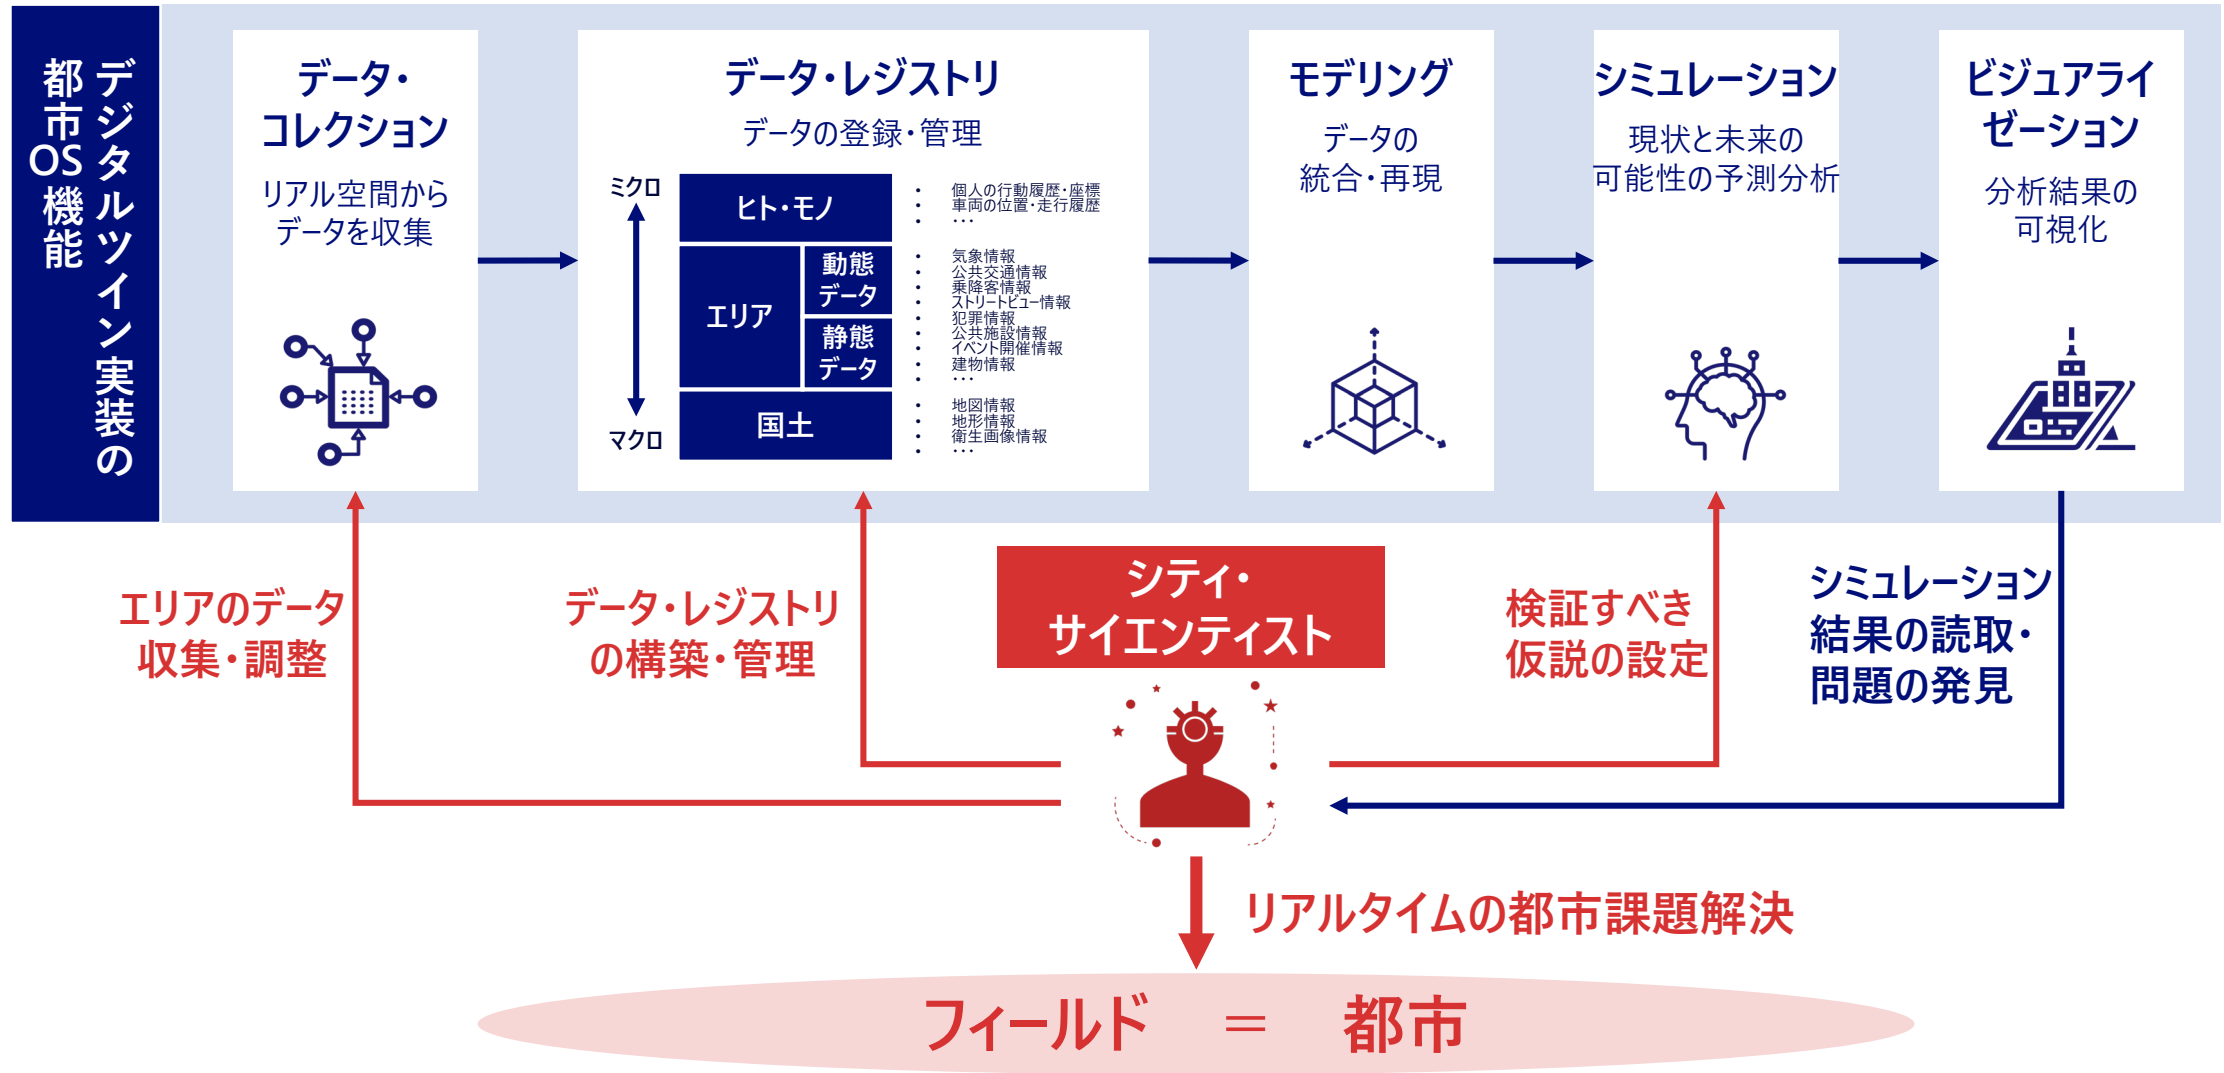 デジタルツイン実装の
都市OS機能
データ・
コレクション
リアル空間から
データを収集
データ・レジストリ
データの登録・管理
ミクロ
マクロ
ヒト・モノ
エリア
動態
データ
静態
データ
国土
• 個人の行動履歴・座標
• 車両の位置・走行履歴
• ・・・
• 気象情報
• 公共交通情報
• 乗降客情報
• ストリートビュー情報
• 犯罪情報
• 公共施設情報
• イベント開催情報
• 建物情報
• ・・・
• 地図情報
• 地形情報
• 衛生画像情報
• ・・・
モデリング
データの
統合・再現
シミュレーション
現状と未来の
可能性の予測分析
ビジュアライ
ゼーション
分析結果の
可視化
エリアのデータ
収集・調整
データ・レジストリ
の構築・管理
シティ・
サイエンティスト
検証すべき
仮説の設定
シミュレーション
結果の読取・
問題の発見
リアルタイムの都市課題解決
フィールド ＝ 都市